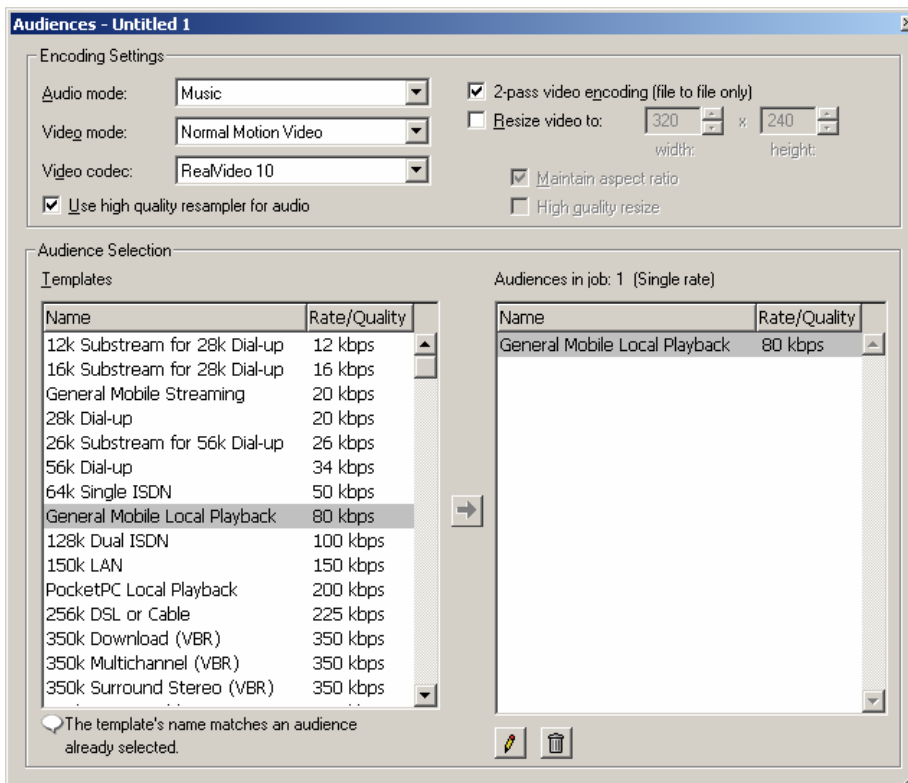 Audiences - Untitled 1
Encoding Settings
Audio mode: Music
Video mode: Normal Motion Video
Video codec: RealVideo 10
Use high quality resampler for audio
2-pass video encoding (file to file only)
Resize video to: 320 x 240
width: height:
Maintain aspect ratio
High quality resize
Audience Selection
Templates
Name Rate/Quality
12k Substream for 28k Dial-up 12 kbps
16k Substream for 28k Dial-up 16 kbps
General Mobile Streaming 20 kbps
28k Dial-up 20 kbps
26k Substream for 56k Dial-up 26 kbps
56k Dial-up 34 kbps
64k Single ISDN 50 kbps
General Mobile Local Playback 80 kbps
128k Dual ISDN 100 kbps
150k LAN 150 kbps
PocketPC Local Playback 200 kbps
256k DSL or Cable 225 kbps
350k Download (VBR) 350 kbps
350k Multichannel (VBR) 350 kbps
350k Surround Stereo (VBR) 350 kbps
The template's name matches an audience
already selected.
Audiences in job: 1 (Single rate)
Name Rate/Quality
General Mobile Local Playback 80 kbps